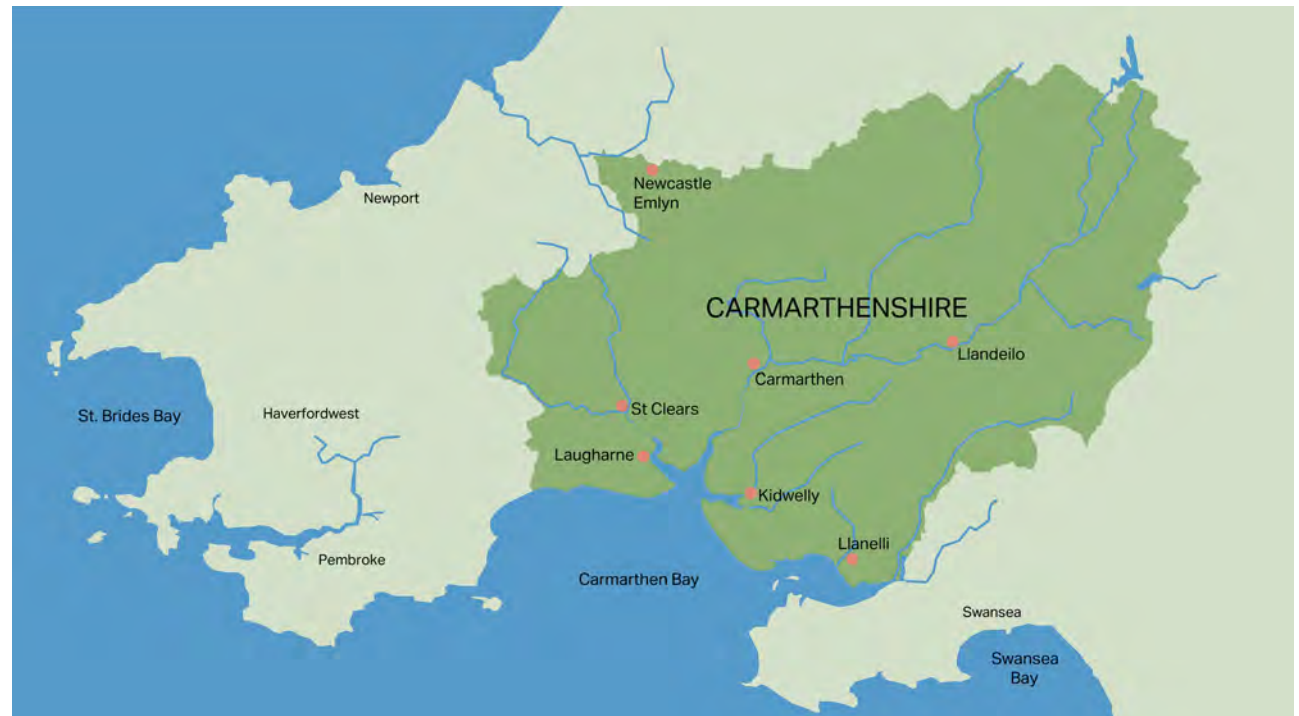 Newcastle
Emlyn
Newport
CARMARTHENSHIRE
Llandeilo
Carmarthen
St Clears
St. Brides Bay
Haverfordwest
Laugharne
Kidwelly
Llanelli
Pembroke
Carmarthen Bay
Swansea
Swansea
Bay